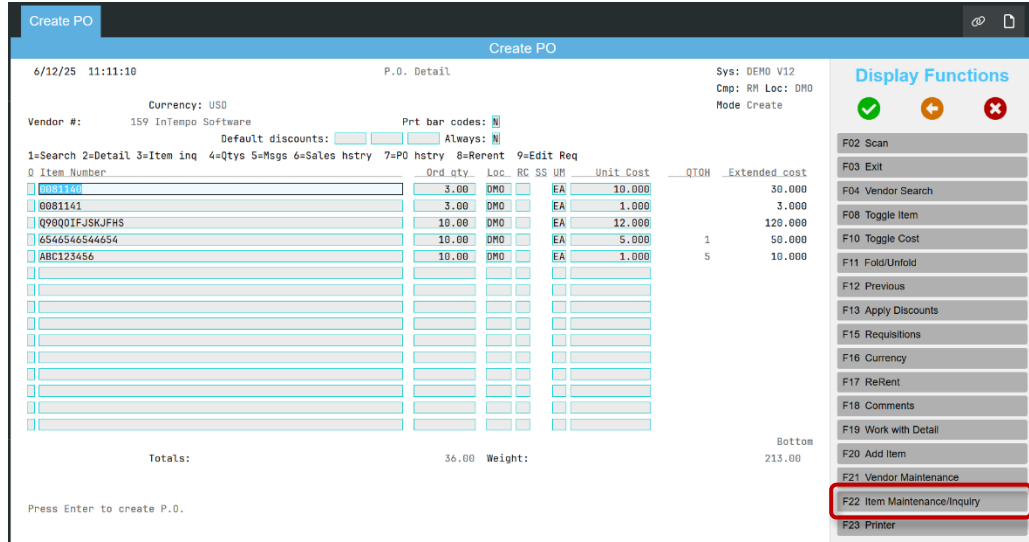 Create PO
Create PO
6/12/25 11:11:10 P.O. Detail Sys: DEMO V12
Cmp: RM Loc: DMO
Currency: USD Mode Create
Vendor #: 159 InTempo Software Prt bar codes: N
Default discounts: Always: N
1=Search 2=Detail 3=Item inq 4=Qtys 5=Msgs 6=Sales hstry 7=PO hstry 8=Rerent 9=Edit Req
O Item Number Ord qty Loc RC SS UM Unit Cost QTOH Extended cost
0081140 3.00 DMO EA 10.000 30.000
0081141 3.00 DMO EA 1.000 3.000
Q90QOIFJSKJFHS 10.00 DMO EA 12.000 120.000
6546546544654 10.00 DMO EA 5.000 1 50.000
ABC123456 10.00 DMO EA 1.000 5 10.000
Bottom
Totals: 36.00 Weight: 213.00
Press Enter to create P.O.
Display Functions
F02 Scan
F03 Exit
F04 Vendor Search
F08 Toggle Item
F10 Toggle Cost
F11 Fold/Unfold
F12 Previous
F13 Apply Discounts
F15 Requisitions
F16 Currency
F17 ReRent
F18 Comments
F19 Work with Detail
F20 Add Item
F21 Vendor Maintenance
F22 Item Maintenance/Inquiry
F23 Printer